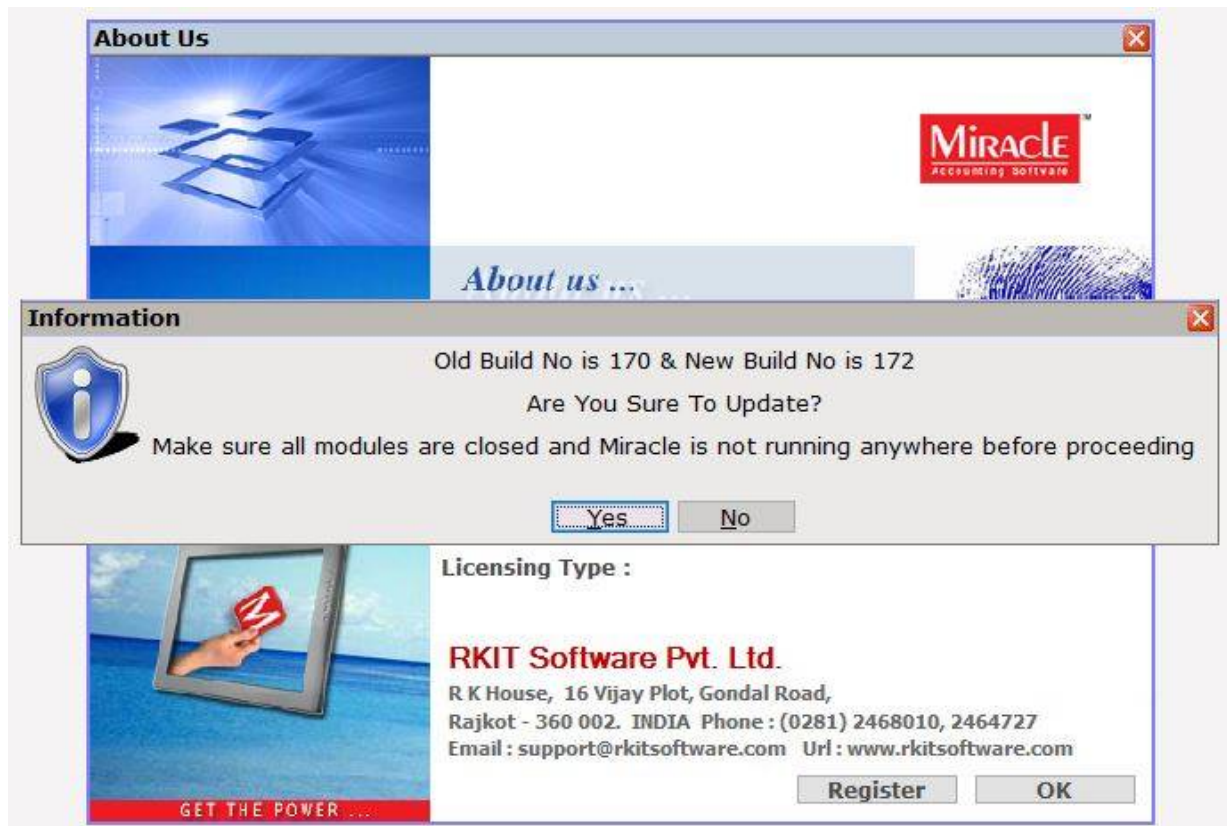 About Us
MIRACLE
Accounting Software
About us ...
Information
Old Build No is 170 & New Build No is 172
Are You Sure To Update?
Make sure all modules are closed and Miracle is not running anywhere before proceeding
Yes
No
Licensing Type :
RKIT Software Pvt. Ltd.
R K House, 16 Vijay Plot, Gondal Road,
Rajkot - 360 002. INDIA Phone : (0281) 2468010, 2464727
Email : support@rkitsoftware.com Url : www.rkitsoftware.com
Register
OK
GET THE POWER ...